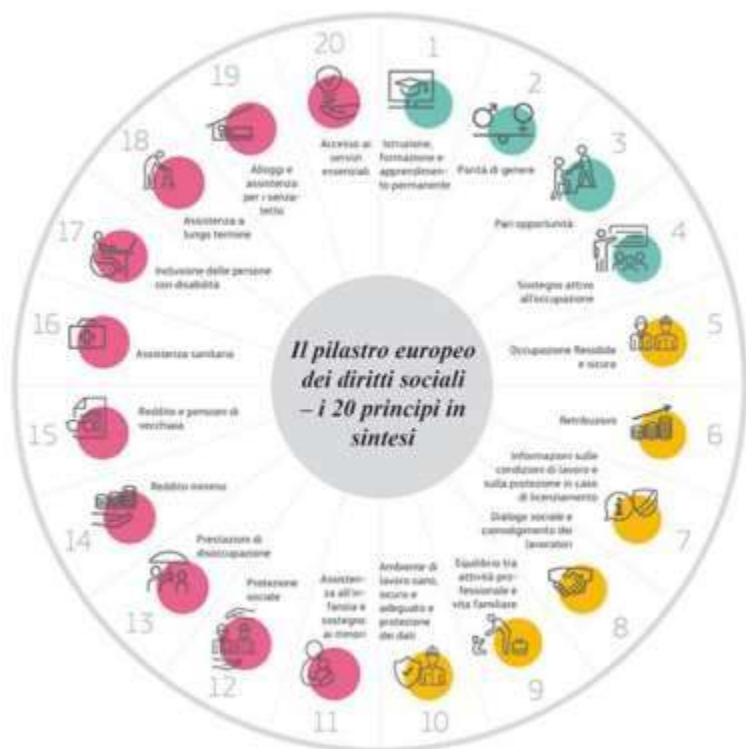 20
1
19
2
18
3
17
4
16
5
15
6
14
7
13
8
12
9
11
10
Il pilastro europeo
dei diritti sociali
– i 20 principi in
sintesi
Istruzione,
formazione e
apprendimen-
to permanente
Parità di genere
Pari opportunità
Sostegno attivo
all'occupazione
Occupazione flessibile
e sicura
Retribuzioni
Informazioni sulle
condizioni di lavoro e
sulla protezione in caso
di licenziamento
Dialogo sociale e
coinvolgimento dei
lavoratori
Equilibrio tra
attività pro-
fessionale e
vita familiare
Ambiente di
lavoro sano,
sicuro e
adeguato e
protezione
dei dati
Assisten-
za all'in-
fanzia e
sostegno
ai minori
Protezione
sociale
Prestazioni di
disoccupazione
Reddito minimo
Reddito e pensioni di
vecchiaia
Assistenza sanitaria
Inclusione delle persone
con disabilità
Assistenza a
lungo termine
Alloggi e
assistenza
per i senza-
tetto
Accesso ai
servizi
essenziali